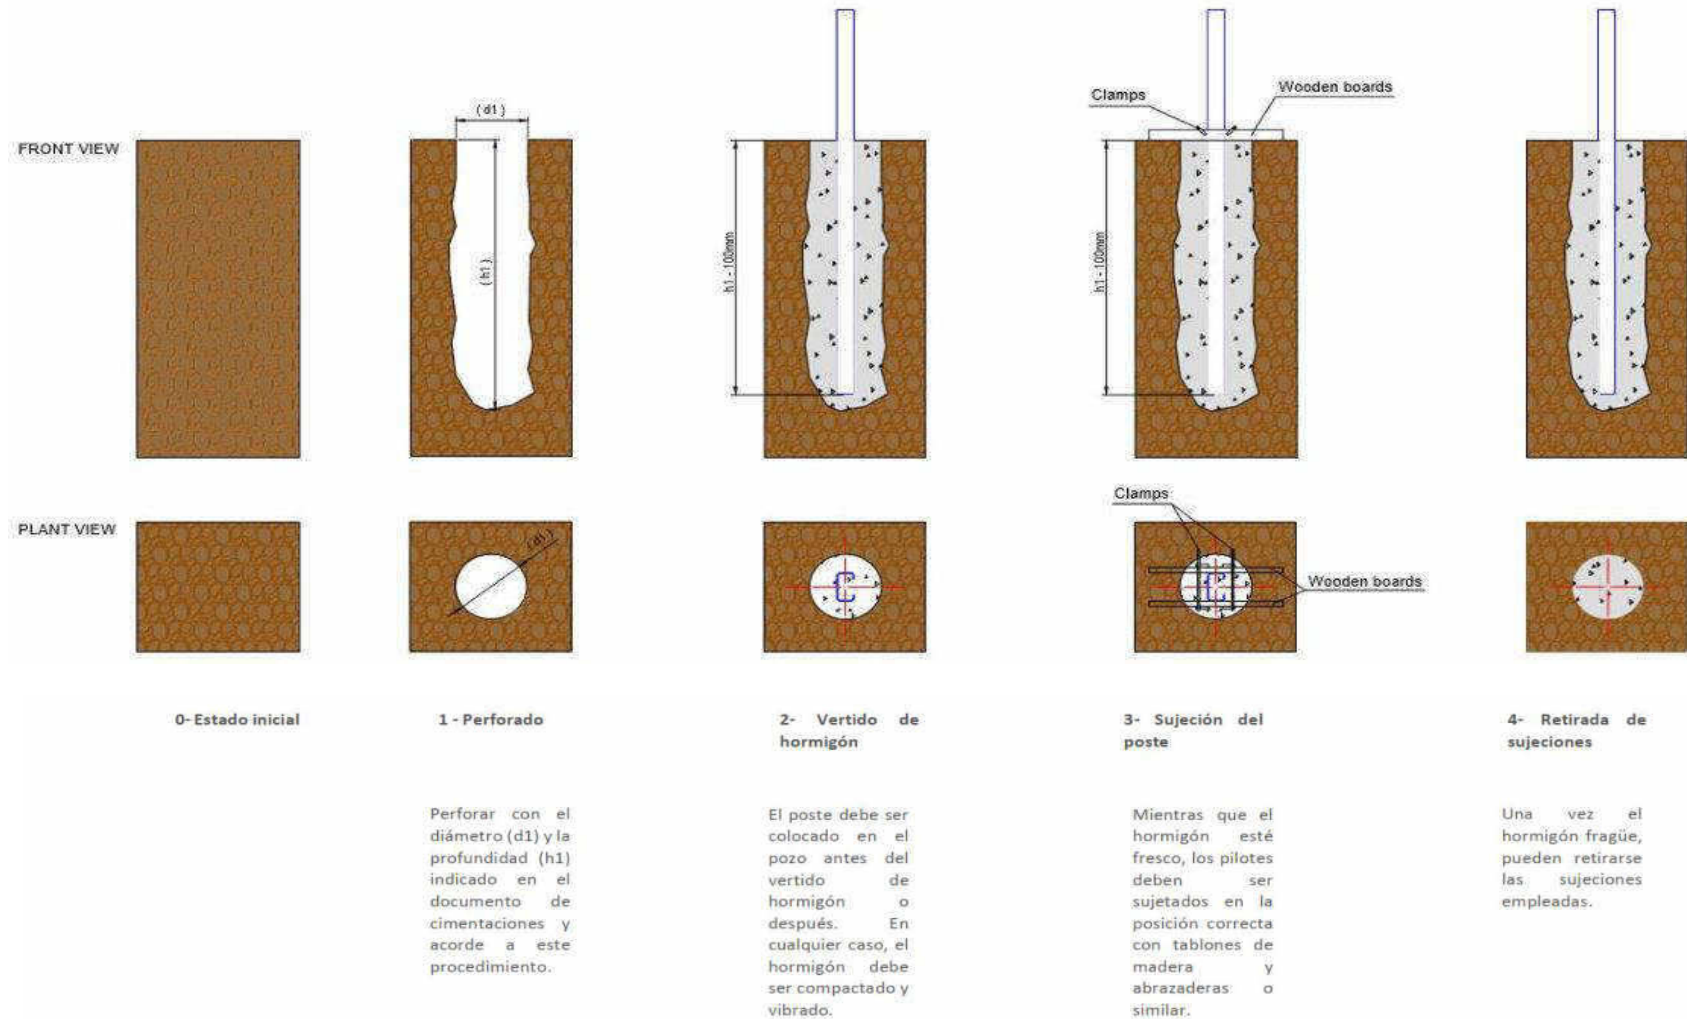 (d1)
Clamps
Wooden boards
FRONT VIEW
(h1)
h1 - 100mm
h1 - 100mm
Clamps
PLANT VIEW
(d1)
Wooden boards
0- Estado inicial
1 - Perforado
2- Vertido de
hormigón
3- Sujeción del
poste
4- Retirada de
sujeciones
Perforar con el
diámetro (d1) y la
profundidad (h1)
indicado en el
documento de
cimentaciones y
acorde a este
procedimiento.
El poste debe ser
colocado en el
pozo antes del
vertido de
hormigón o
después. En
cualquier caso, el
hormigón debe
ser compactado y
vibrado.
Mientras que el
hormigón esté
fresco, los pilotes
deben ser
sujetados en la
posición correcta
con tablones de
madera y
abrazaderas o
similar.
Una vez el
hormigón fragüe,
pueden retirarse
las sujeciones
empleadas.